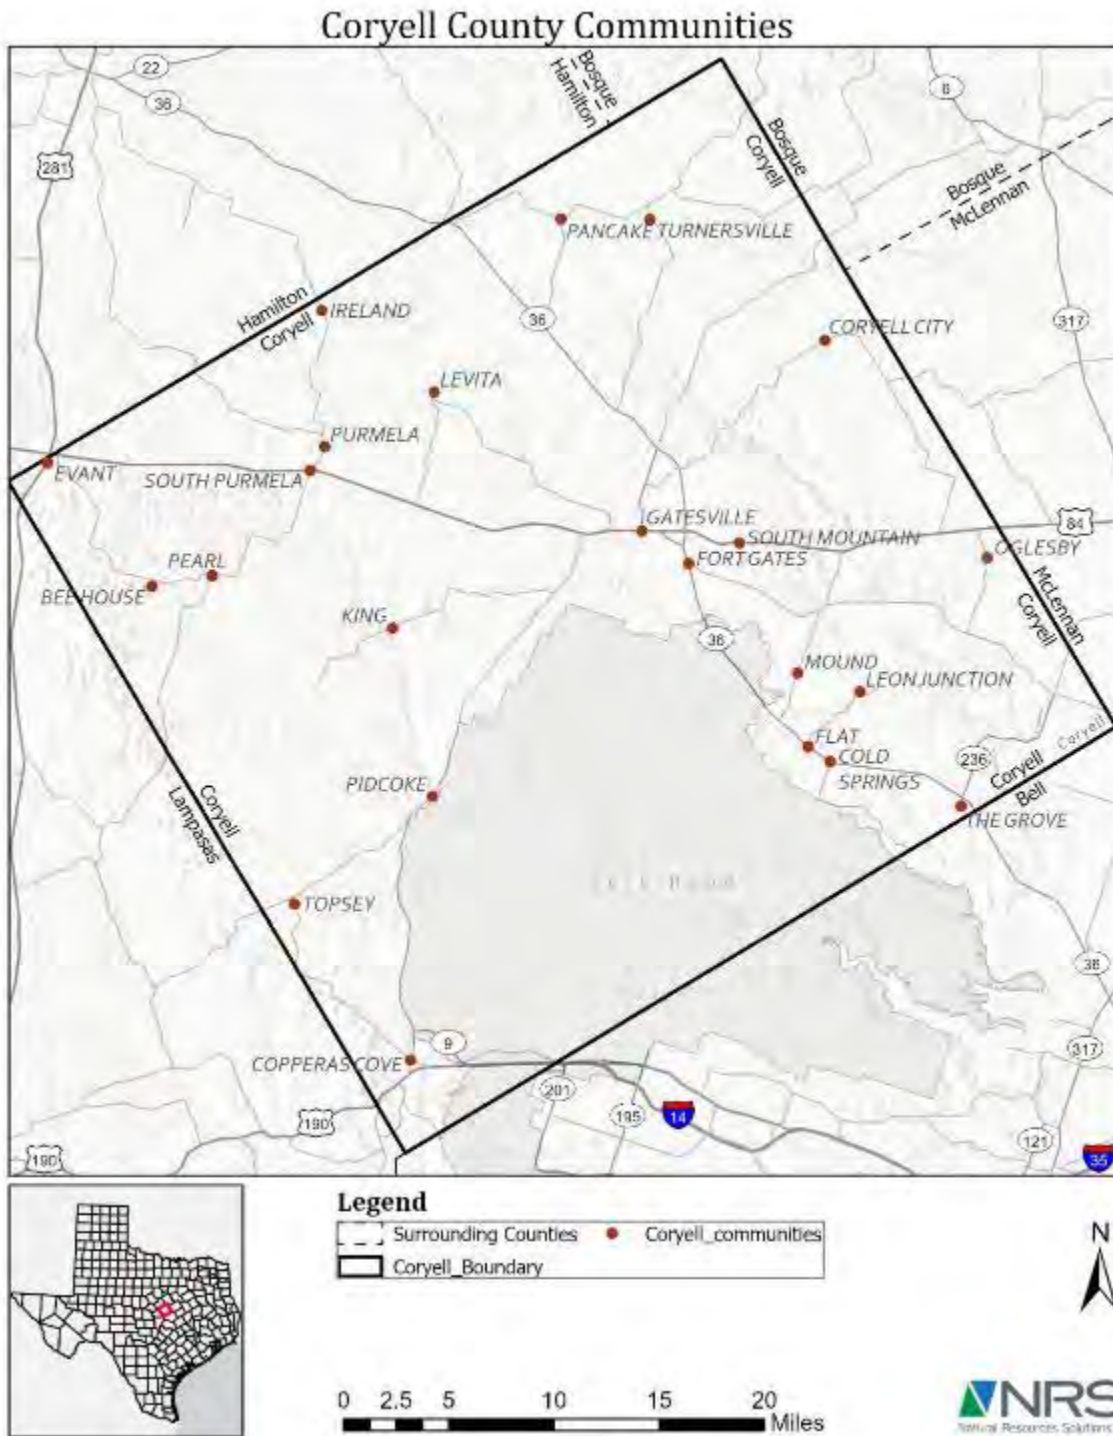 Coryell County Communities
22
36
281
Bosque
Hamilton
Bosque
Coryell
6
Bosque
McLennan
PANCAKE
TURNERSVILLE
Hamilton
Coryell
IRELAND
36
317
CORYELL CITY
LEVITA
PURMELA
EVANT
SOUTH PURMELA
GATESVILLE
84
SOUTH MOUNTAIN
OGLESBY
FORT GATES
PEARL
BEE HOUSE
McLennan
Coryell
KING
36
MOUND
LEON JUNCTION
FLAT
COLD
SPRINGS
236
Coryell
Bell
Coryell
PIDCOKE
THE GROVE
Coryell
Lampasas
TOPSEY
36
9
COPPERAS COVE
317
201
195
14
190
190
121
35
Legend
Surrounding Counties
Coryell_communities
Coryell_Boundary
N
0 2.5 5 10 15 20
Miles
NRS
Natural Resources Solutions